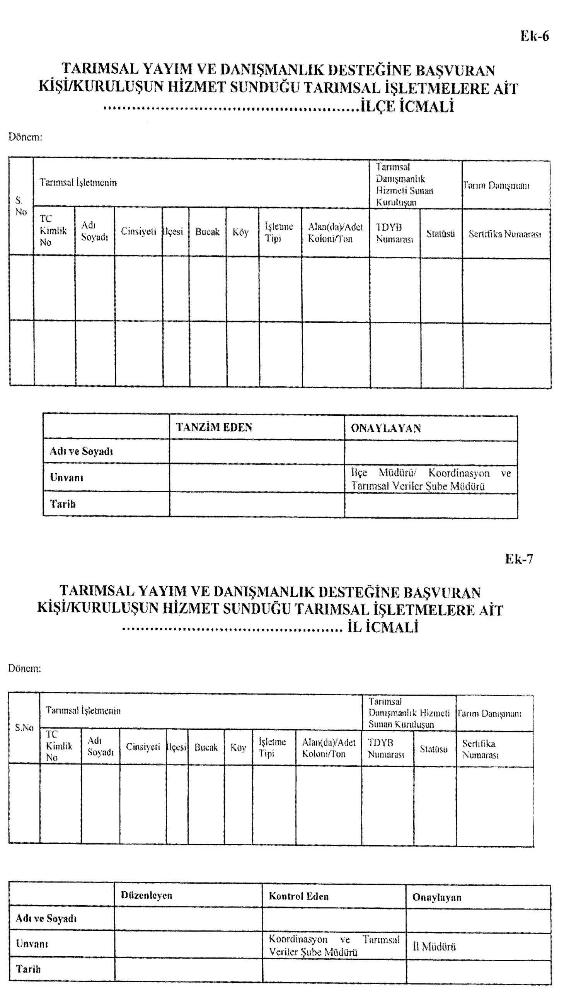 Ek-6
TARIMSAL YAYIM VE DANIŞMANLIK DESTEĞİNE BAŞVURAN
KİŞİ/KURULUŞUN HİZMET SUNDUĞU TARIMSAL İŞLETMELERE AİT
......................................................İLÇE İCMALİ
Dönem:
S.
No
Tarımsal İşletmenin
Tarımsal
Danışmanlık
Hizmeti Sunan
Kuruluşun
Tarım Danışmanı
TC
Kimlik
No
Adı
Soyadı
Cinsiyeti
İlçesi
Bucak
Köy
İşletme
Tipi
Alan(da)/Adet
Koloni/Ton
TDYB
Numarası
Statüsü
Sertifika Numarası
TANZİM EDEN
ONAYLAYAN
Adı ve Soyadı
Unvanı
İlçe Müdürü/ Koordinasyon ve
Tarımsal Veriler Şube Müdürü
Tarih
Ek-7
TARIMSAL YAYIM VE DANIŞMANLIK DESTEĞİNE BAŞVURAN
KİŞİ/KURULUŞUN HİZMET SUNDUĞU TARIMSAL İŞLETMELERE AİT
............................................... İL İCMALİ
Dönem:
S.No
Tarımsal İşletmenin
Tarımsal
Danışmanlık Hizmeti
Sunan Kuruluşun
Tarım Danışmanı
TC
Kimlik
No
Adı
Soyadı
Cinsiyeti
İlçesi
Bucak
Köy
İşletme
Tipi
Alan(da)/Adet
Koloni/Ton
TDYB
Numarası
Statüsü
Sertifika
Numarası
Düzenleyen
Kontrol Eden
Onaylayan
Adı ve Soyadı
Unvanı
Koordinasyon ve Tarımsal
Veriler Şube Müdürü
İl Müdürü
Tarih